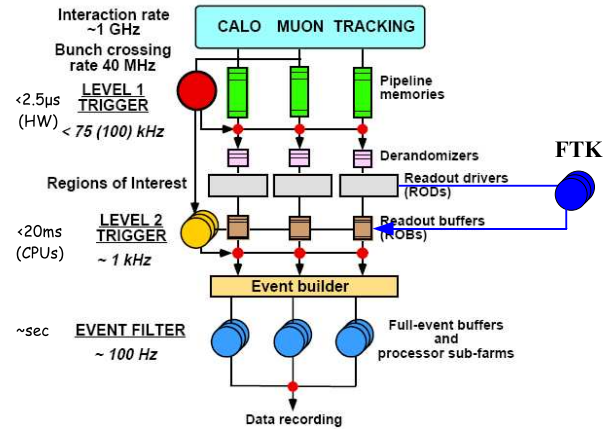 Interaction rate
~1 GHz
CALO MUON TRACKING
Bunch crossing
rate 40 MHz
<2.5µs
(HW)
LEVEL 1
TRIGGER
< 75 (100) kHz
Pipeline
memories
Derandomizers
FTK
Regions of Interest
Readout drivers
(RODs)
<20ms
(CPUs)
LEVEL 2
TRIGGER
~ 1 kHz
Readout buffers
(ROBs)
Event builder
~sec
EVENT FILTER
~ 100 Hz
Full-event buffers
and
processor sub-farms
Data recording